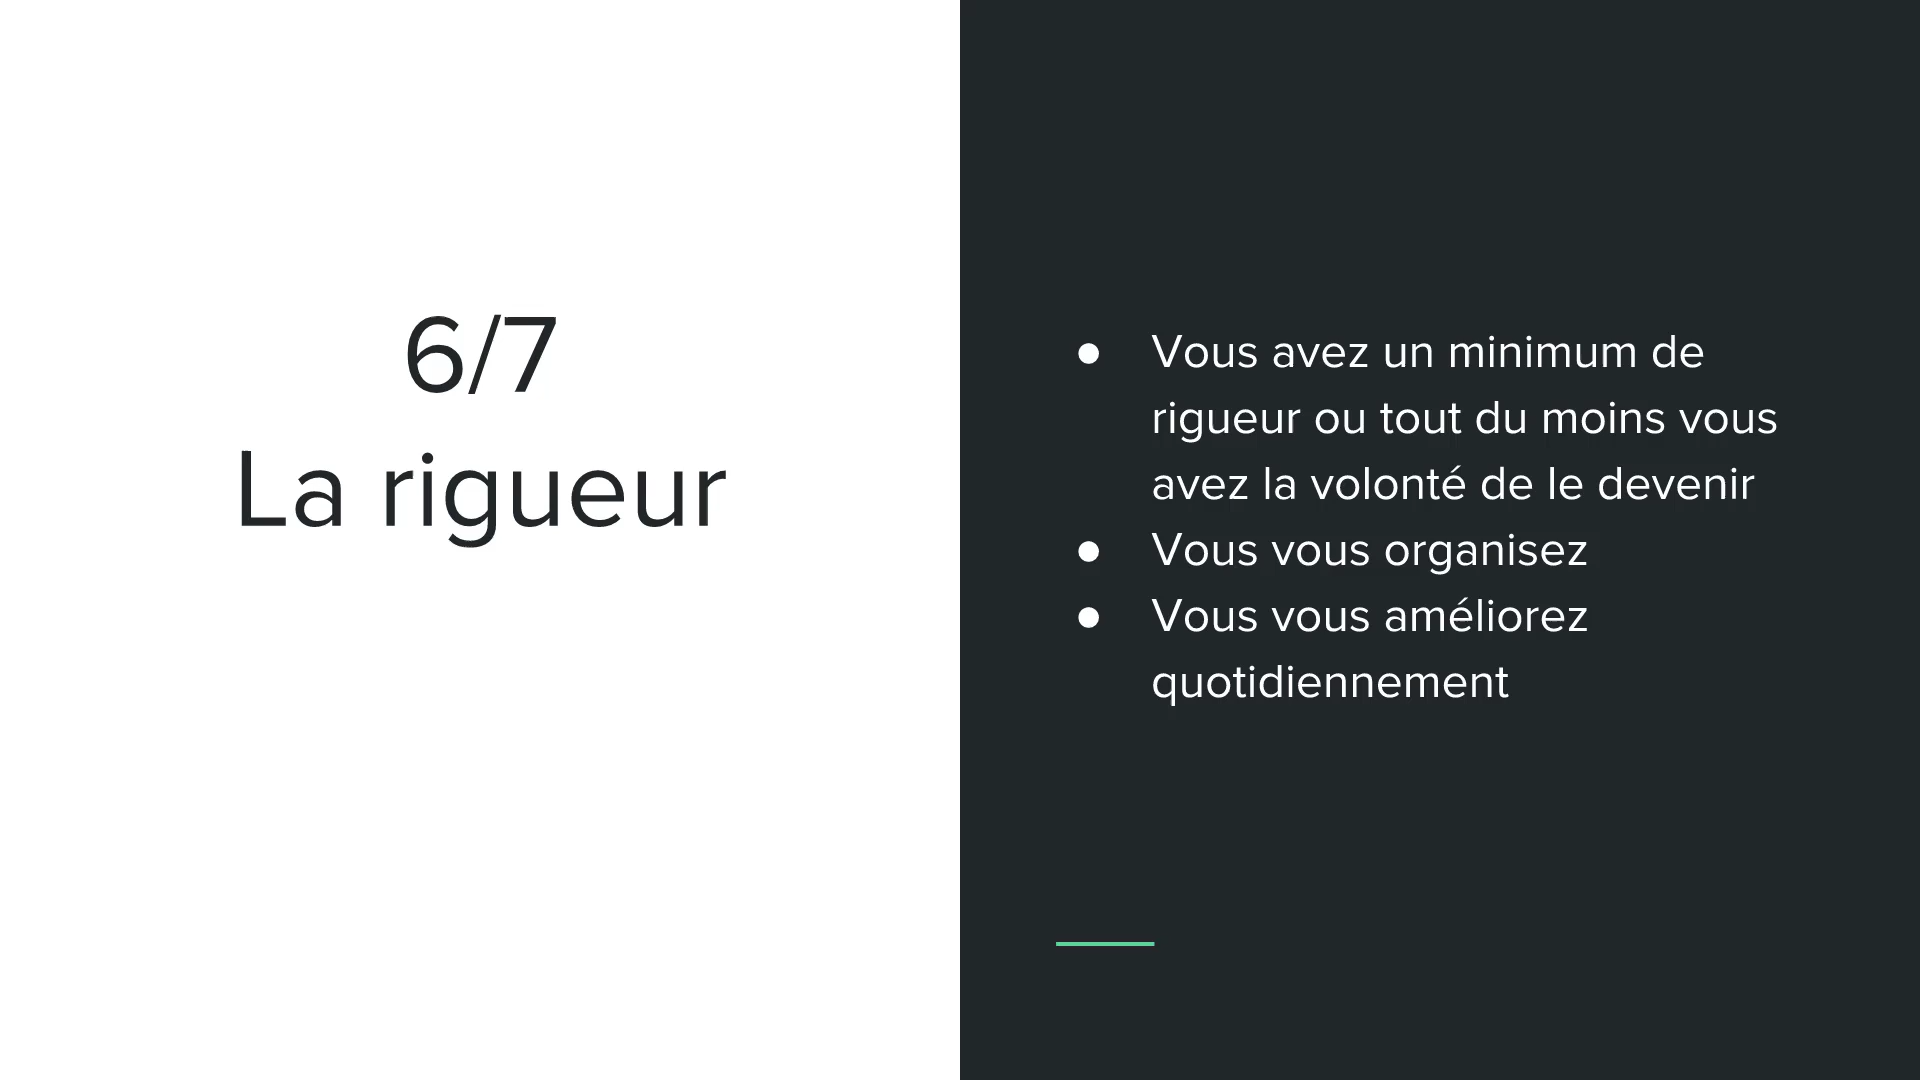 6/7
La rigueur
● Vous avez un minimum de
rigueur ou tout du moins vous
avez la volonté de le devenir
● Vous vous organisez
● Vous vous améliorez
quotidiennement